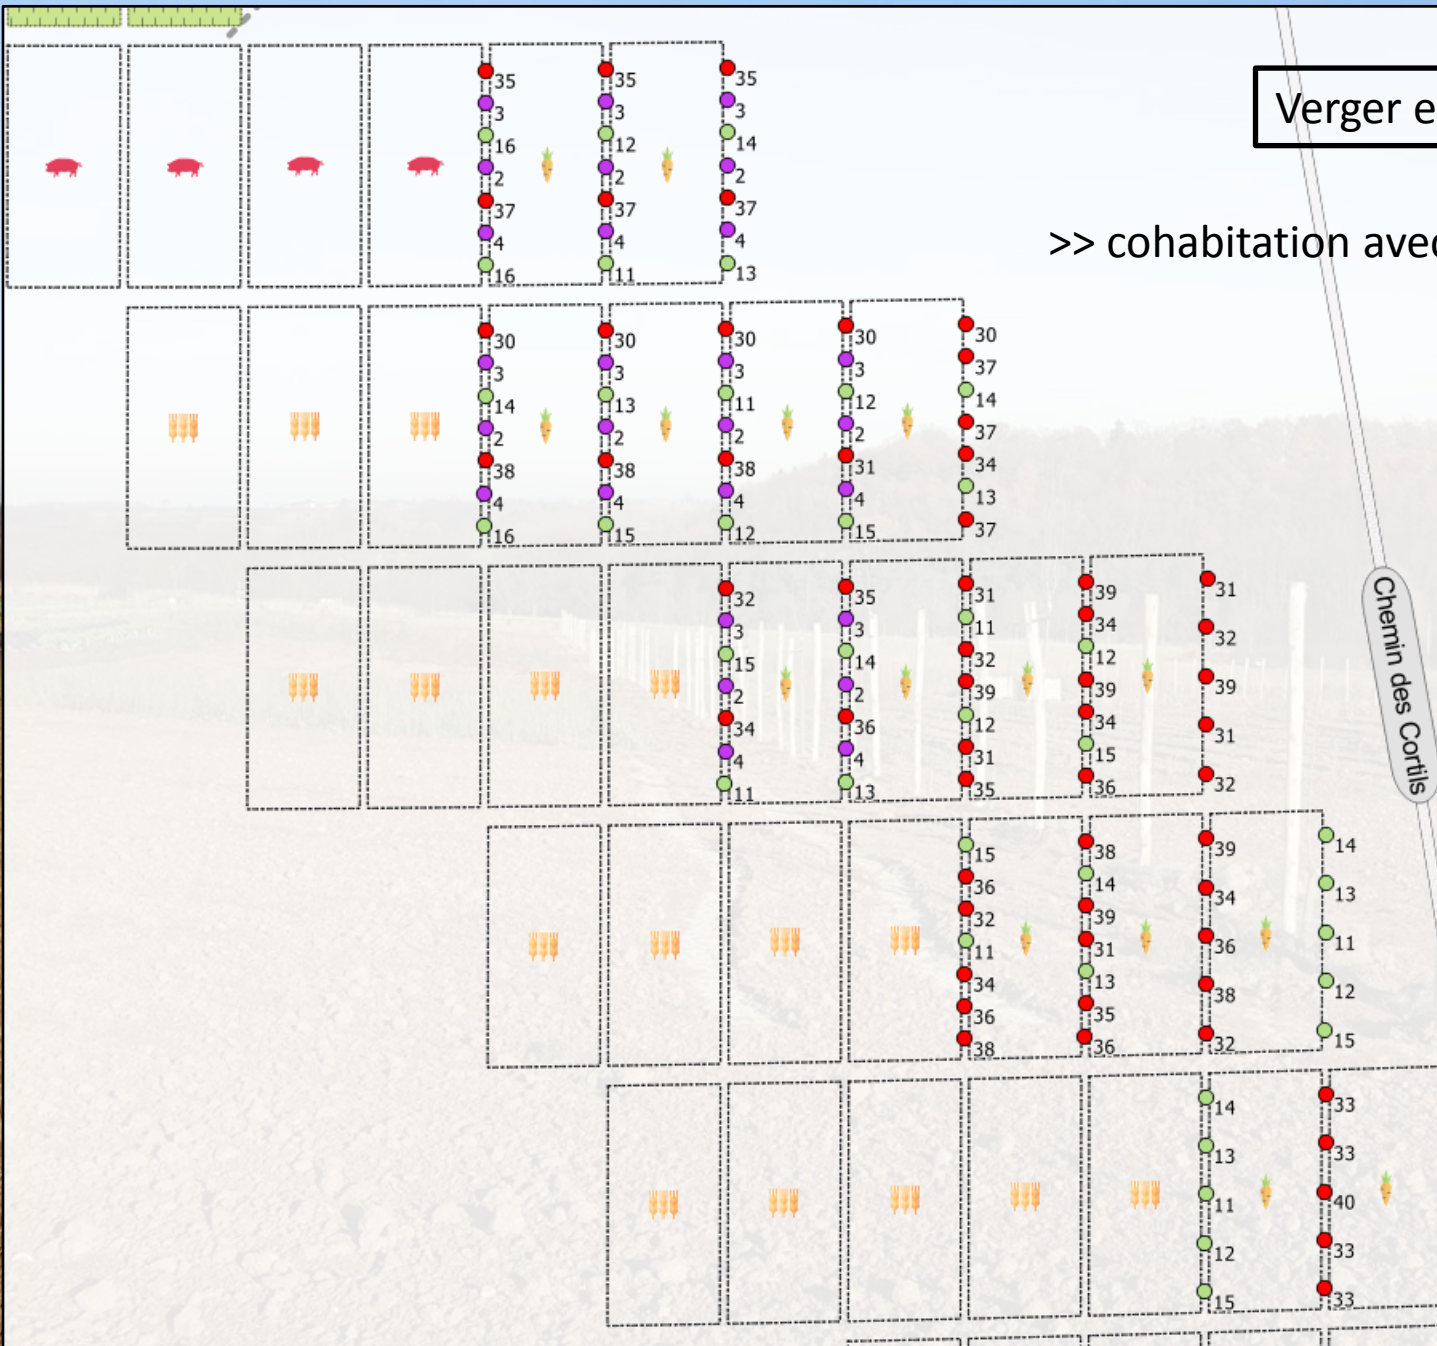 Verger e
>> cohabitation avec
Chemin des Cortils
35 35 35
3 3 3
16 12 14
2 2 2
37 37 37
4 4 4
16 11 13
30 30 30 30 30
3 3 3 3 37
14 13 11 12 14
2 2 2 2 37
38 38 38 31 34
4 4 4 4 13
16 15 12 15 37
32 35 31 39 31
3 3 11 34 32
15 14 32 12
2 2 39 39 39
34 36 12 34 31
4 4 31 15
11 13 35 36 32
15 38 39 14
36 14 34 13
32 39
11 31 36 11
34 13 38 12
36 35
38 36 32 15
14 33
13 33
11 40
12 33
15 33